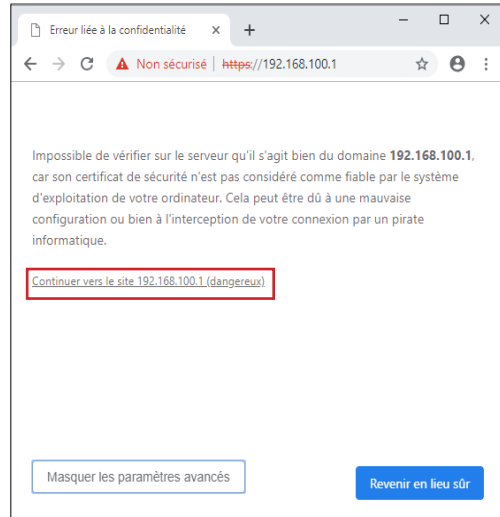 Erreur liée à la confidentialité
Non sécurisé | https://192.168.100.1
Impossible de vérifier sur le serveur qu'il s'agit bien du domaine 192.168.100.1,
car son certificat de sécurité n'est pas considéré comme fiable par le système
d'exploitation de votre ordinateur. Cela peut être dû à une mauvaise
configuration ou bien à l'interception de votre connexion par un pirate
informatique.
Continuer vers le site 192.168.100.1 (dangereux)
Masquer les paramètres avancés
Revenir en lieu sûr